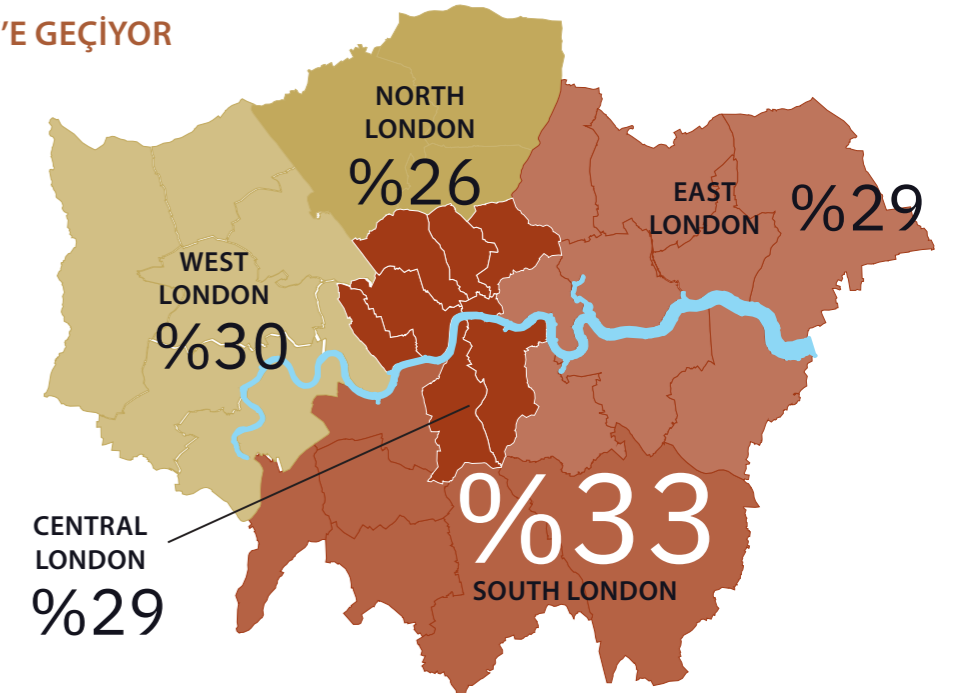 'E GEÇİYOR
NORTH
LONDON
%26
EAST
LONDON
%29
WEST
LONDON
%30
CENTRAL
LONDON
%29
%33
SOUTH LONDON